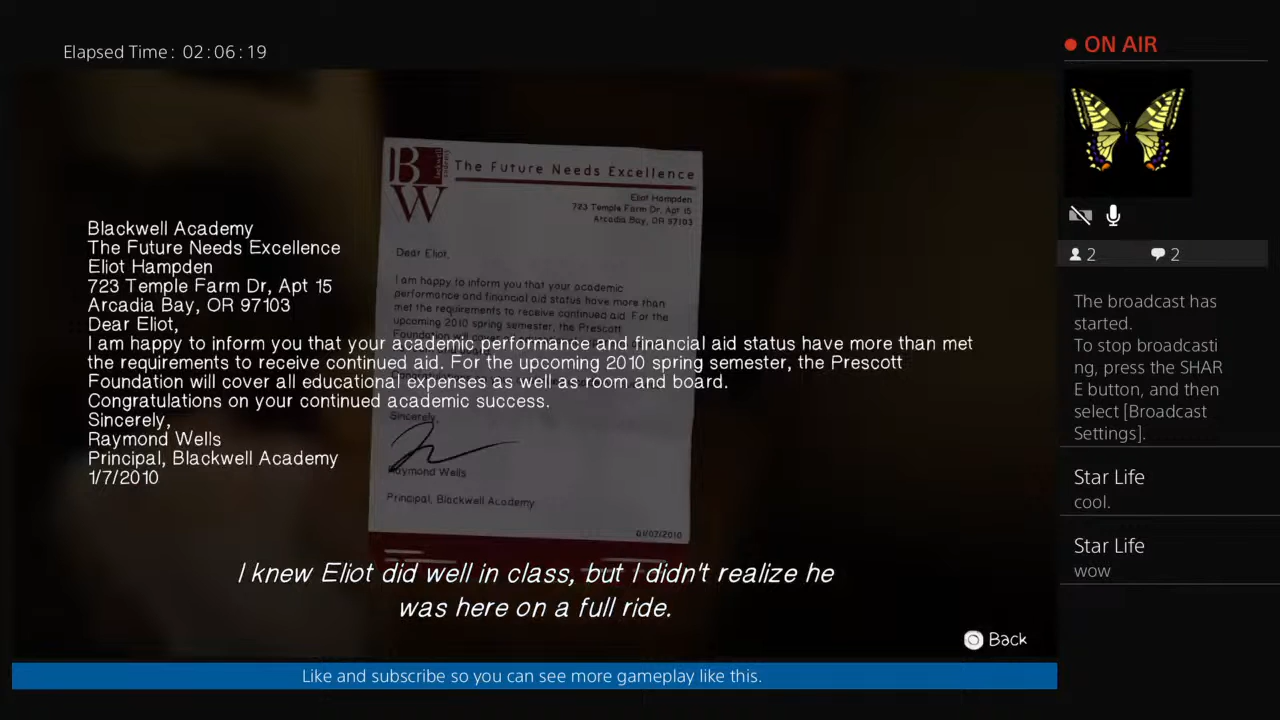 Elapsed Time: 02:06:19
ON AIR
B
W
blackwell
academy
The Future Needs Excellence
Eliot Hampden
723 Temple Farm Dr, Apt 15
Arcadia Bay, OR 97103
Dear Eliot,
I am happy to inform you that your academic
performance and financial aid status have more than
met the requirements to receive continued aid. For the
upcoming 2010 spring semester, the Prescott
Sincerely,
Raymond Wells
Principal, Blackwell Academy
01/07/2010
Blackwell Academy
The Future Needs Excellence
Eliot Hampden
723 Temple Farm Dr, Apt 15
Arcadia Bay, OR 97103
Dear Eliot,
I am happy to inform you that your academic performance and financial aid status have more than met
the requirements to receive continued aid. For the upcoming 2010 spring semester, the Prescott
Foundation will cover all educational expenses as well as room and board.
Congratulations on your continued academic success.
Sincerely,
Raymond Wells
Principal, Blackwell Academy
1/7/2010
I knew Eliot did well in class, but I didn't realize he
was here on a full ride.
Back
Like and subscribe so you can see more gameplay like this.
2
2
The broadcast has
started.
To stop broadcasti
ng, press the SHAR
E button, and then
select [Broadcast
Settings].
Star Life
cool.
Star Life
wow